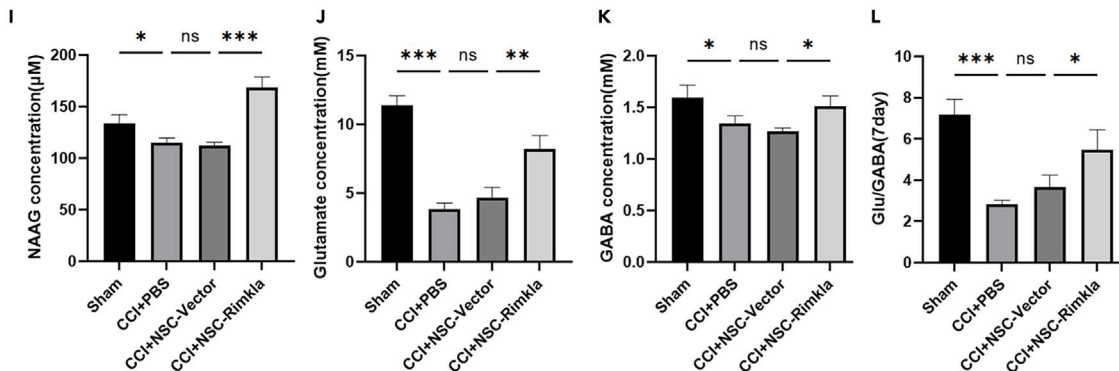 I
NAAG concentration(μM)
200
150
100
50
0
* ns ***
Sham
CCI+PBS
CCI+NSC-Vector
CCI+NSC-Rimkla
J
Glutamate concentration(mM)
15
10
5
0
*** ns **
Sham
CCI+PBS
CCI+NSC-Vector
CCI+NSC-Rimkla
K
GABA concentration(mM)
2.0
1.5
1.0
0.5
0.0
* ns *
Sham
CCI+PBS
CCI+NSC-Vector
CCI+NSC-Rimkla
L
Glu/GABA(7day)
10
8
6
4
2
0
*** ns *
Sham
CCI+PBS
CCI+NSC-Vector
CCI+NSC-Rimkla